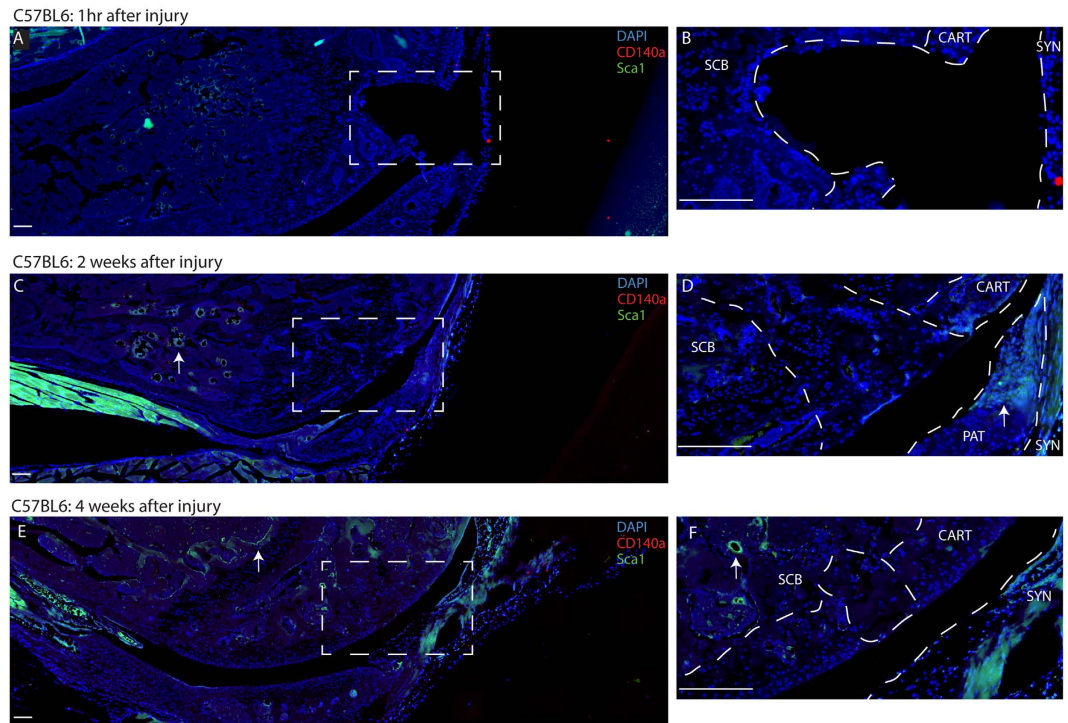 C57BL6: 1hr after injury
A
DAPI
CD140a
Sca1
B
CART
SYN
SCB
C57BL6: 2 weeks after injury
C
DAPI
CD140a
Sca1
D
CART
SCB
PAT
SYN
C57BL6: 4 weeks after injury
E
DAPI
CD140a
Sca1
F
CART
SCB
SYN